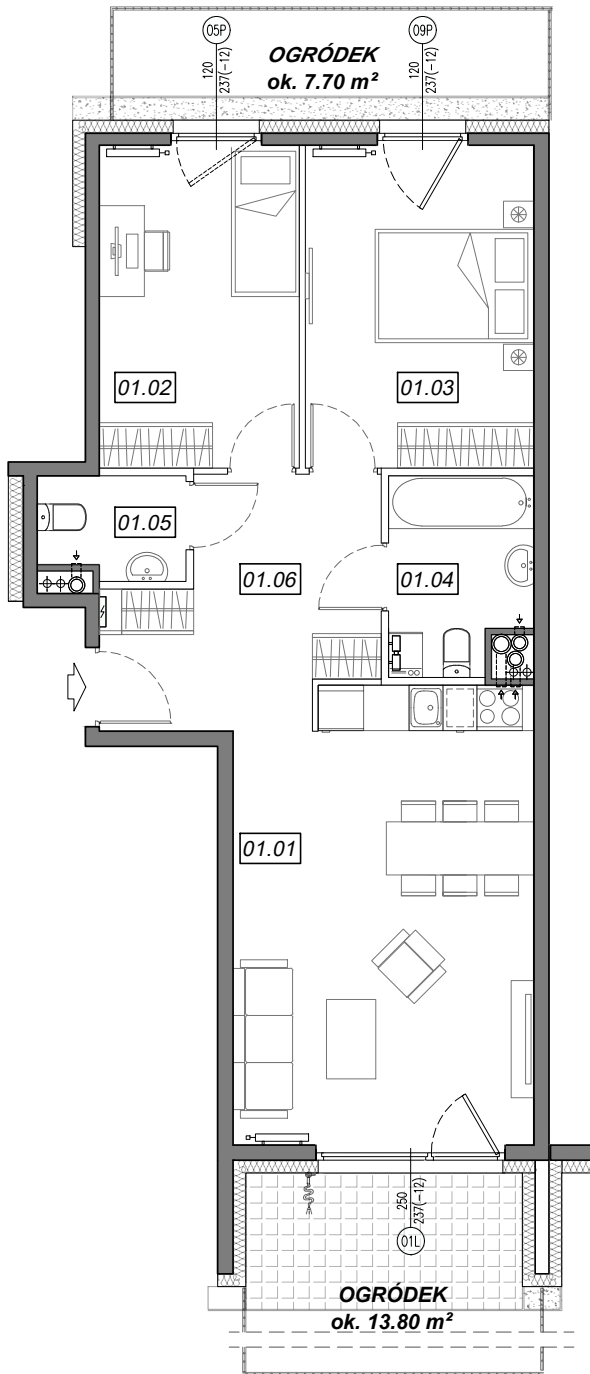 05P
120
237(-12)
OGRÓDEK
ok. 7.70 m²
09P
120
237(-12)
01.02
01.03
01.05
01.06
01.04
01.01
250
237(-12)
01L
OGRÓDEK
ok. 13.80 m²